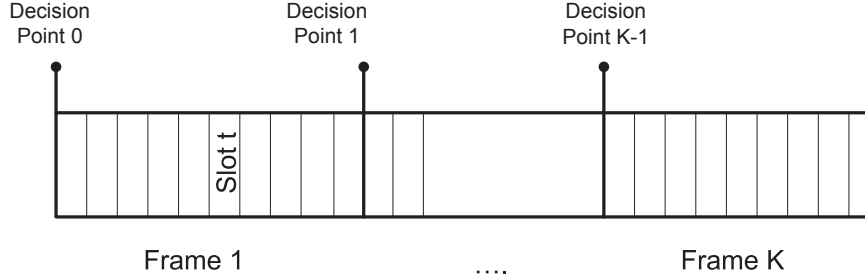 Decision
Point 0
Decision
Point 1
Decision
Point K-1
Slot t
Frame 1
....
Frame K